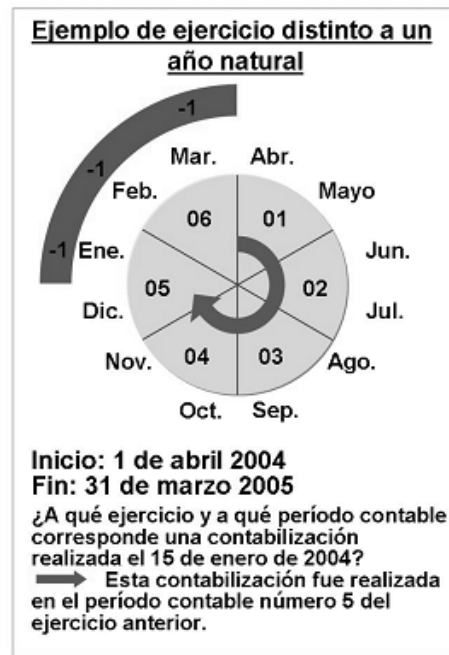 Ejemplo de ejercicio distinto a un
año natural
-1
-1
-1
Mar.
Abr.
Feb.
Mayo
06
01
Ene.
Jun.
05
02
Dic.
Jul.
04
03
Nov.
Ago.
Oct.
Sep.
Inicio: 1 de abril 2004
Fin: 31 de marzo 2005
¿A qué ejercicio y a qué período contable
corresponde una contabilización
realizada el 15 de enero de 2004?
Esta contabilización fue realizada
en el período contable número 5 del
ejercicio anterior.